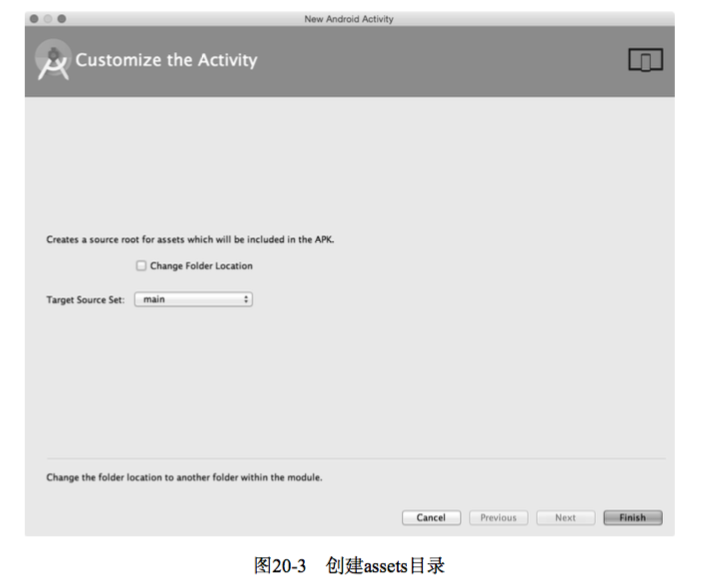 New Android Activity
Customize the Activity
Creates a source root for assets which will be included in the APK.
Change Folder Location
Target Source Set: main
Change the folder location to another folder within the module.
Cancel Previous Next Finish
图20-3 创建assets目录